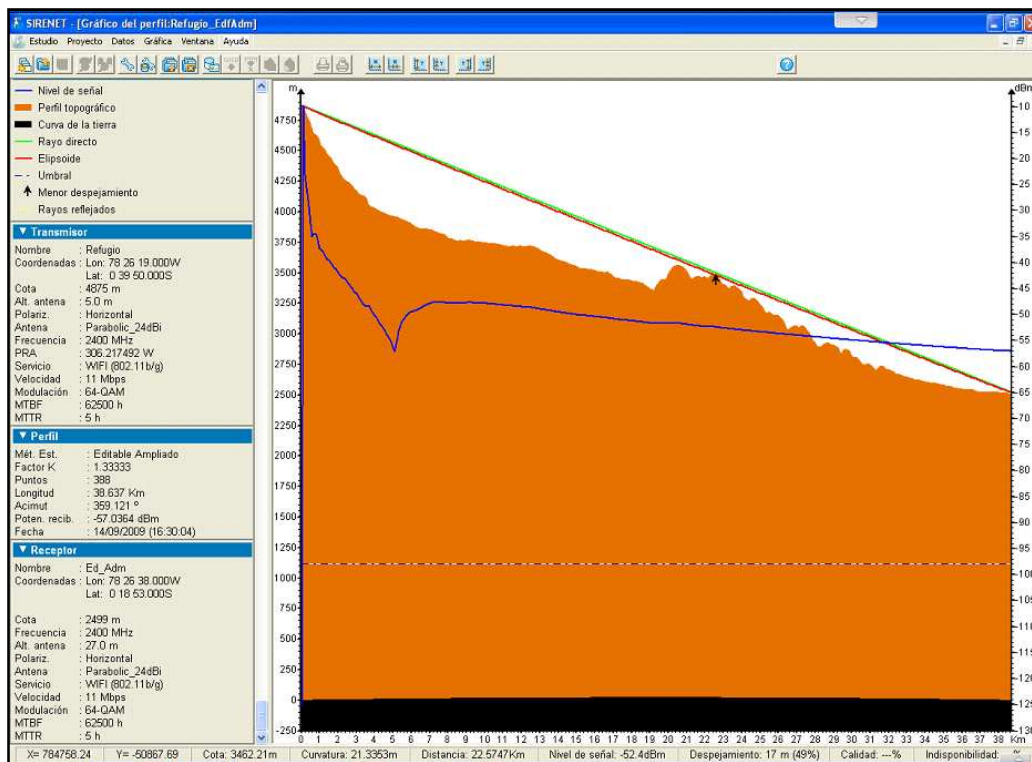 SIRENET - [Gráfico del perfil:Refugio_EdfAdm]
Estudio Proyecto Datos Gráfica Ventana Ayuda
Nivel de señal
Perfil topográfico
Curva de la tierra
Rayo directo
Elipsoide
Umbral
Menor despejamiento
Rayos reflejados
Transmisor
Nombre : Refugio
Coordenadas : Lon: 78 26 19.000W
Lat: 0 39 50.000S
Cota : 4875 m
Alt. antena : 5.0 m
Polariz. : Horizontal
Antena : Parabolic_24dBi
Frecuencia : 2400 MHz
PRA : 306.217492 W
Servicio : WIFI (802.11b/g)
Velocidad : 11 Mbps
Modulación : 64-QAM
MTBF : 62500 h
MTTR : 5 h
Perfil
Mét. Est. : Editable Ampliado
Factor K : 1.33333
Puntos : 388
Longitud : 38.637 Km
Acimut : 359.121 º
Poten. recib. : -57.0364 dBm
Fecha : 14/09/2009 (16:30:04)
Receptor
Nombre : Ed_Adm
Coordenadas : Lon: 78 26 38.000W
Lat: 0 18 53.000S
Cota : 2499 m
Frecuencia : 2400 MHz
Alt. antena : 27.0 m
Polariz. : Horizontal
Antena : Parabolic_24dBi
Servicio : WIFI (802.11b/g)
Velocidad : 11 Mbps
Modulación : 64-QAM
MTBF : 62500 h
MTTR : 5 h
m
4750
4500
4250
4000
3750
3500
3250
3000
2750
2500
2250
2000
1750
1500
1250
1000
750
500
250
0
-250
dBm
-10
-15
-20
-25
-30
-35
-40
-45
-50
-55
-60
-65
-70
-75
-80
-85
-90
-95
-100
-105
-110
-115
-120
-125
-130
0 1 2 3 4 5 6 7 8 9 10 11 12 13 14 15 16 17 18 19 20 21 22 23 24 25 26 27 28 29 30 31 32 33 34 35 36 37 38 Km
X= 784758.24 Y= -50867.69 Cota: 3462.21m Curvatura: 21.3353m Distancia: 22.5747Km Nivel de señal: -52.4dBm Despejamiento: 17 m (49%) Calidad: ---% Indisponibilidad: